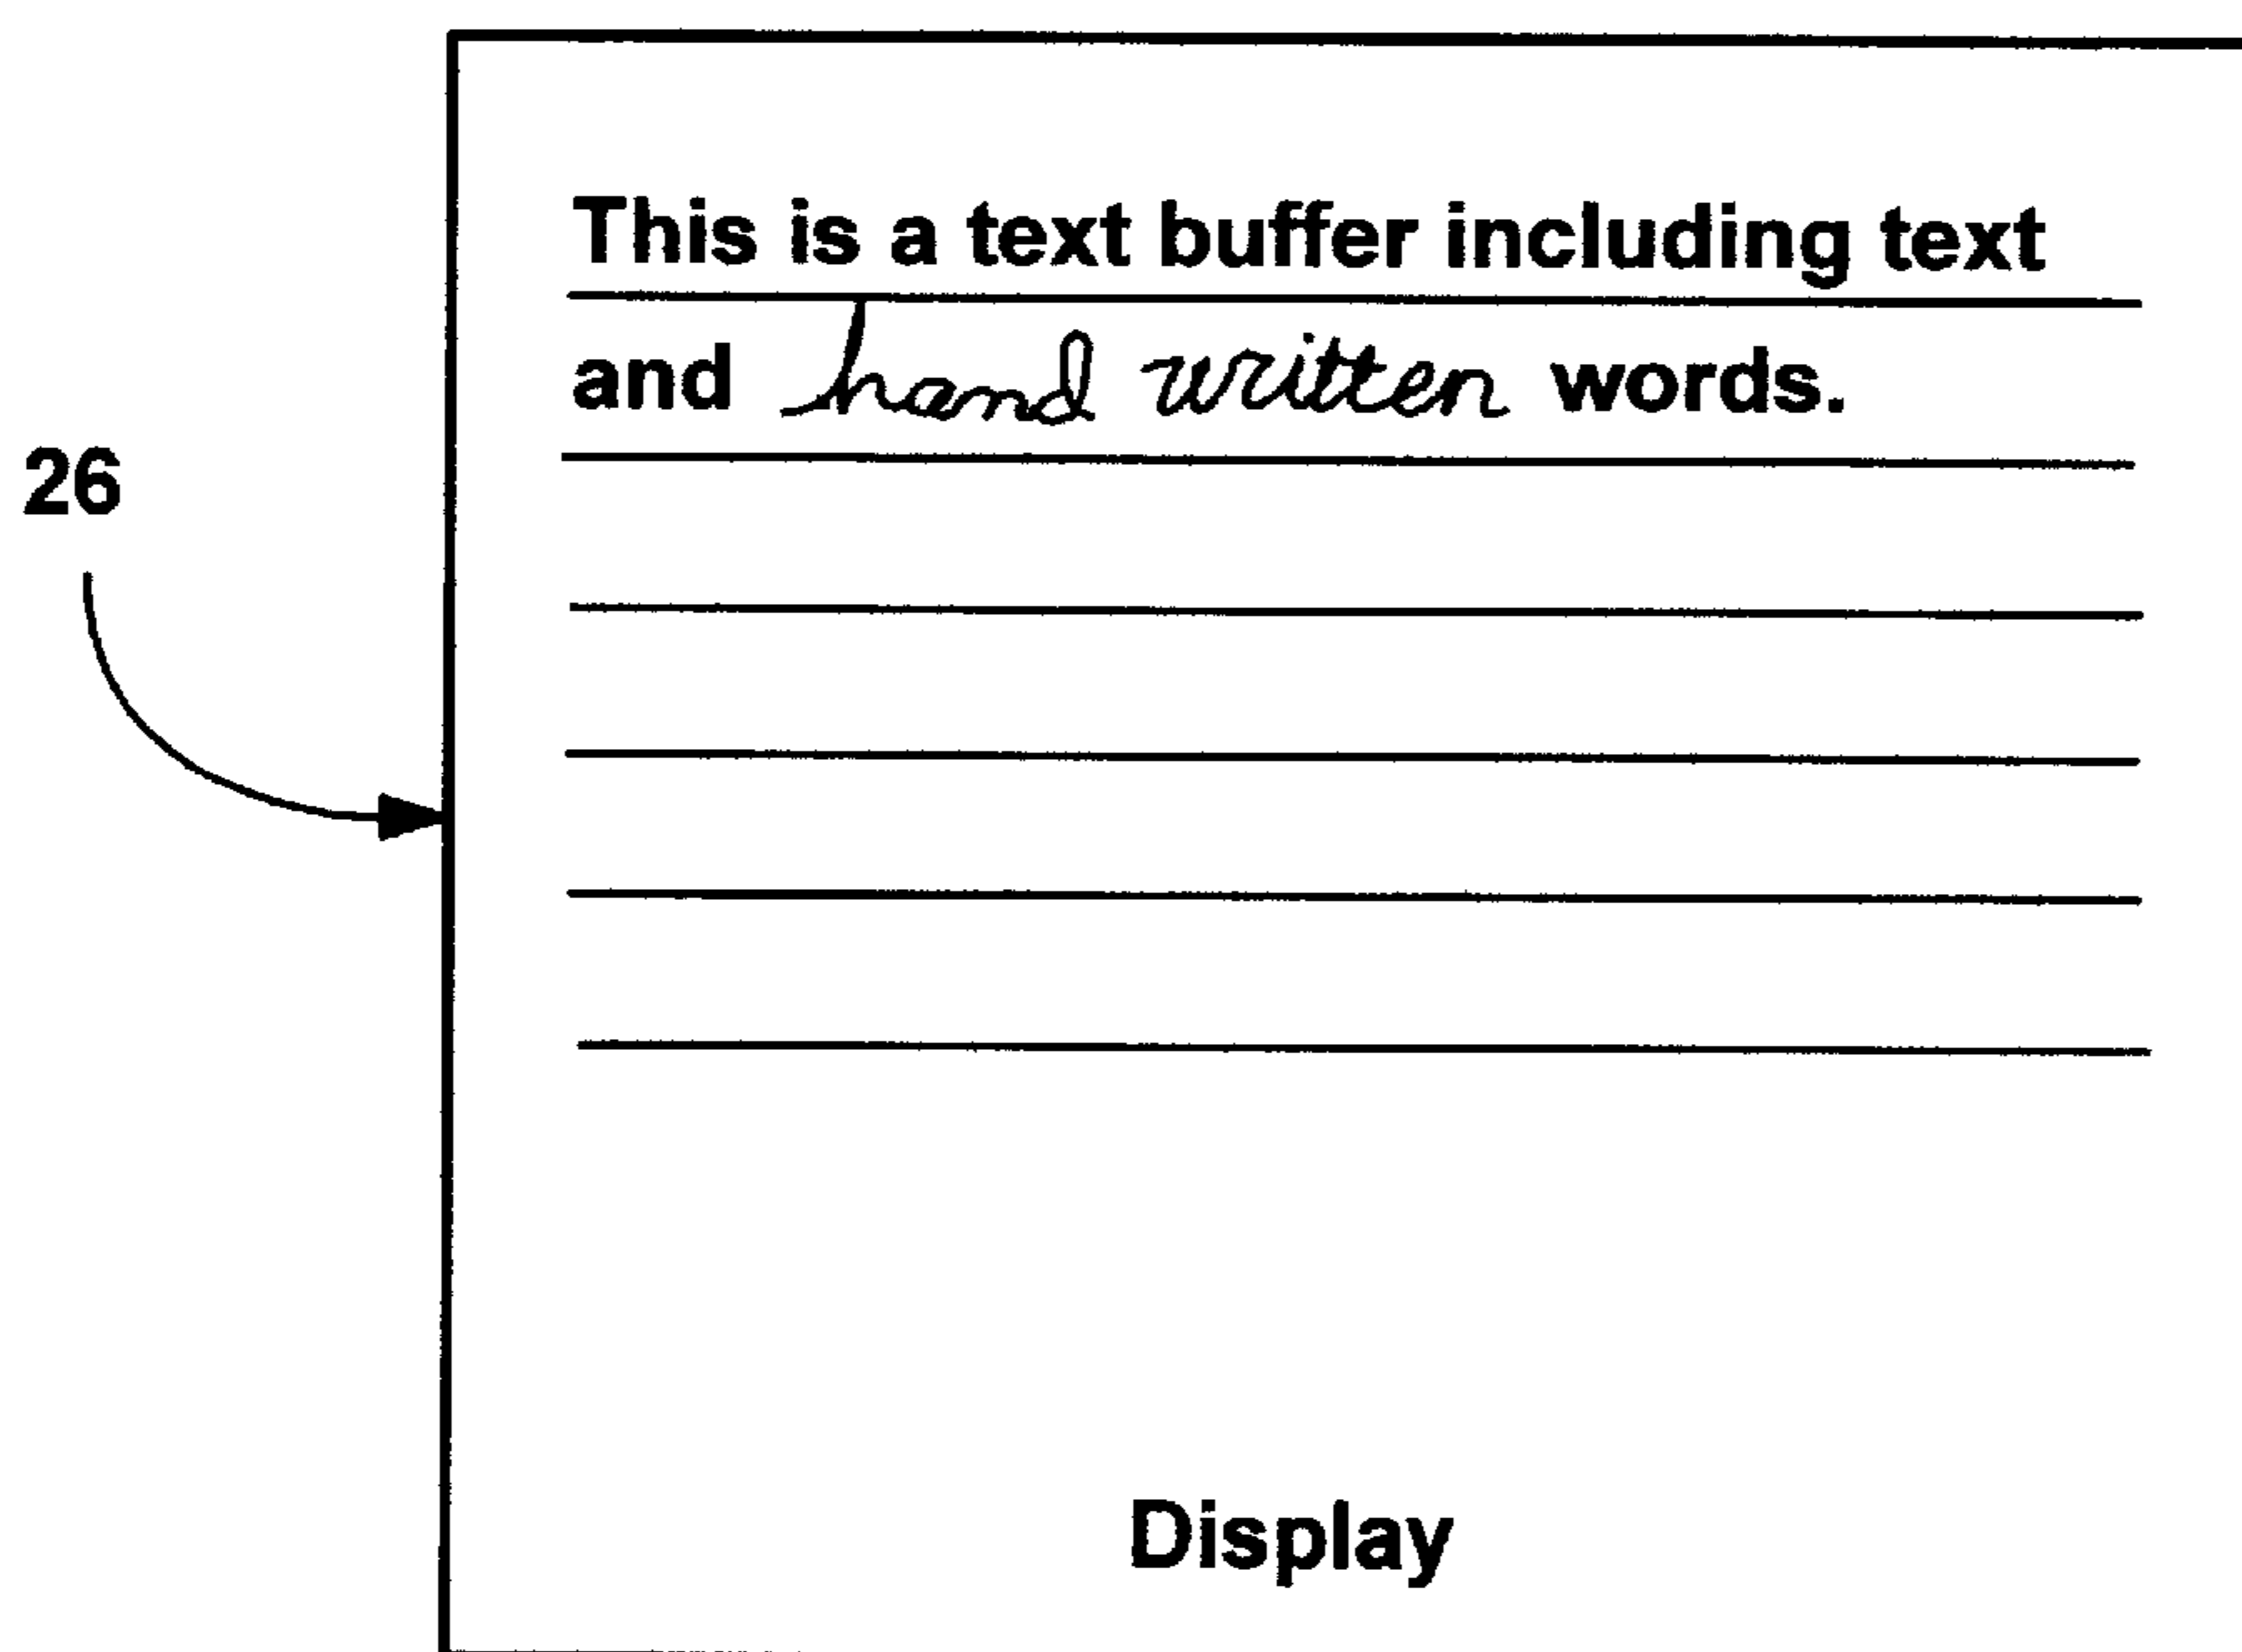 This is a text buffer including text
and hand written words.
26
Display